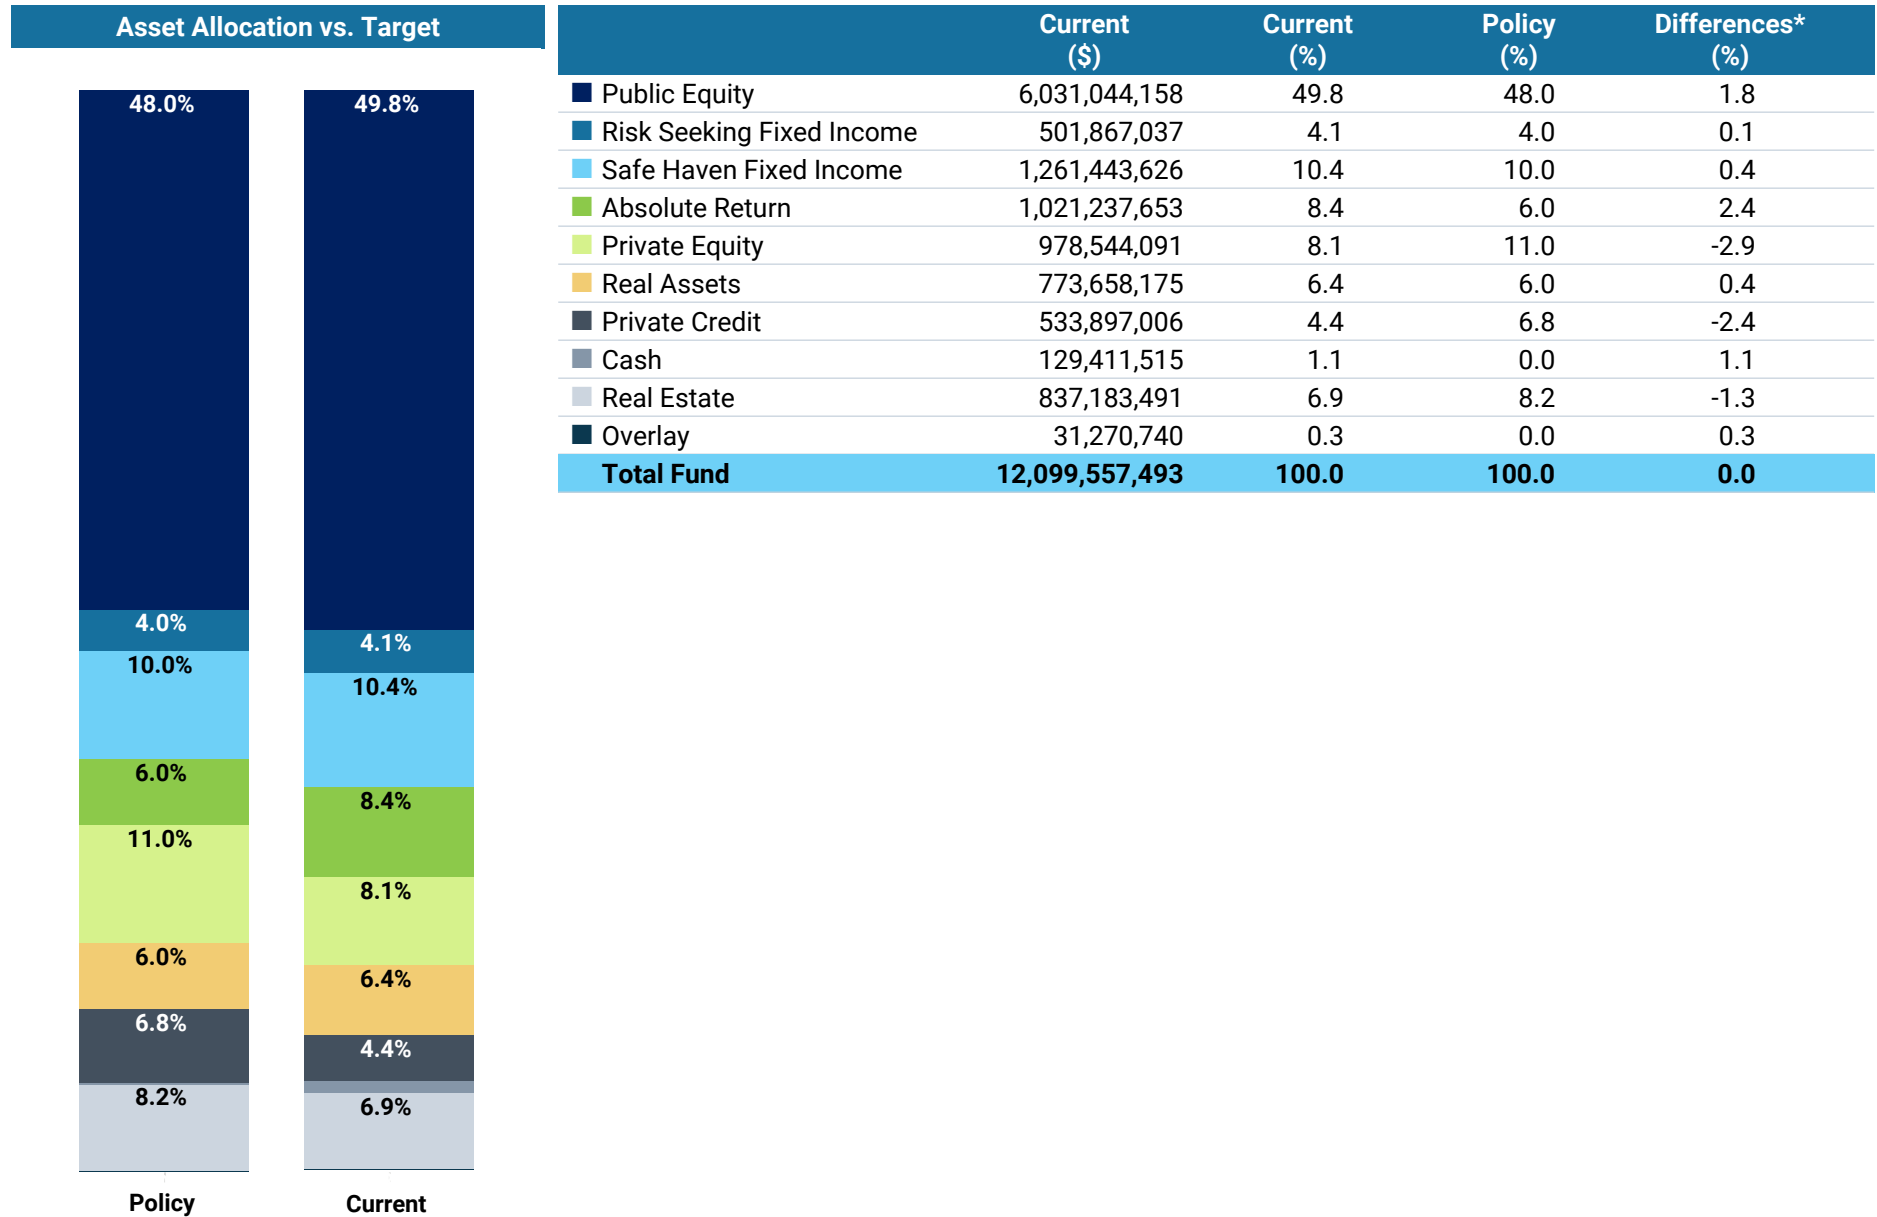 Asset Allocation vs. Target
48.0%
49.8%
4.0%
4.1%
10.0%
10.4%
6.0%
8.4%
11.0%
8.1%
6.0%
6.4%
6.8%
4.4%
8.2%
6.9%
Policy
Current
Current ($) Current (%) Policy (%) Differences* (%)
Public Equity 6,031,044,158 49.8 48.0 1.8
Risk Seeking Fixed Income 501,867,037 4.1 4.0 0.1
Safe Haven Fixed Income 1,261,443,626 10.4 10.0 0.4
Absolute Return 1,021,237,653 8.4 6.0 2.4
Private Equity 978,544,091 8.1 11.0 -2.9
Real Assets 773,658,175 6.4 6.0 0.4
Private Credit 533,897,006 4.4 6.8 -2.4
Cash 129,411,515 1.1 0.0 1.1
Real Estate 837,183,491 6.9 8.2 -1.3
Overlay 31,270,740 0.3 0.0 0.3
Total Fund 12,099,557,493 100.0 100.0 0.0